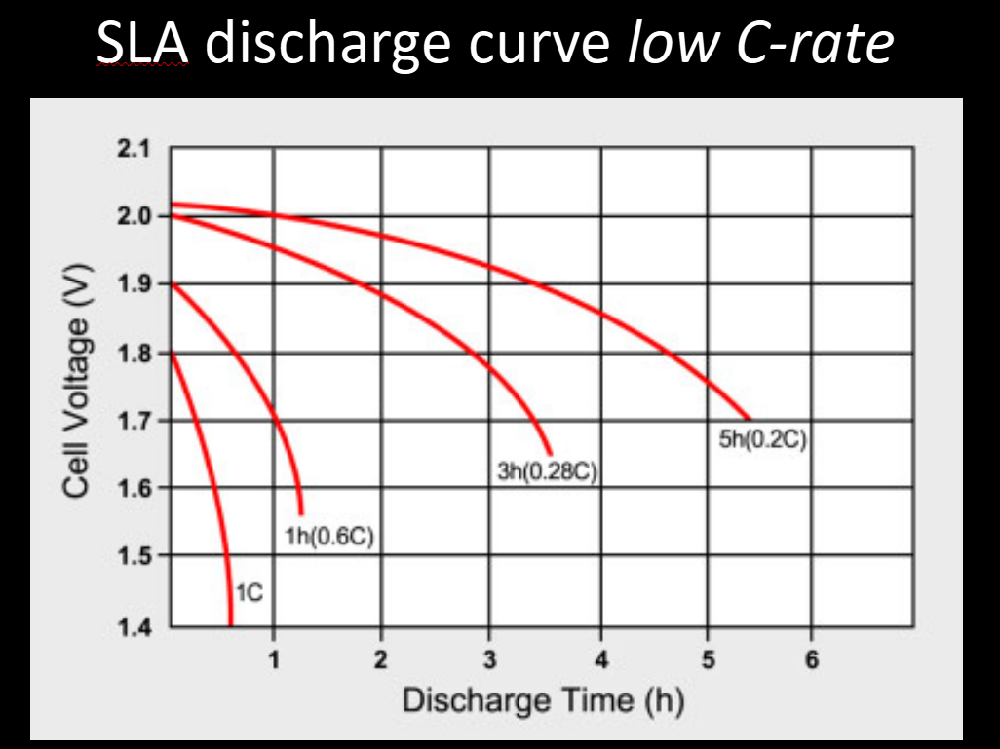 SLA discharge curve low C-rate
2.1
2.0
1.9
1.8
1.7
1.6
1.5
1.4
Cell Voltage (V)
5h(0.2C)
3h(0.28C)
1h(0.6C)
1C
1 2 3 4 5 6
Discharge Time (h)